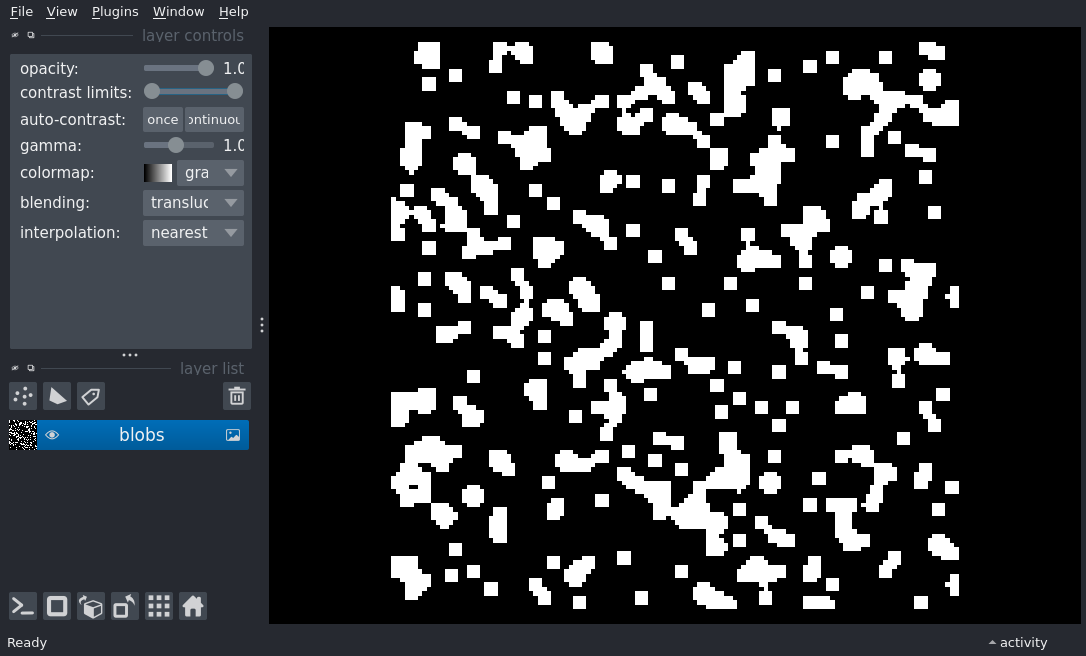 File View Plugins Window Help
layer controls
opacity: 1.0
contrast limits:
auto-contrast: once ontinuou
gamma: 1.0
colormap: gra
blending: transluc
interpolation: nearest
layer list
blobs
Ready
activity